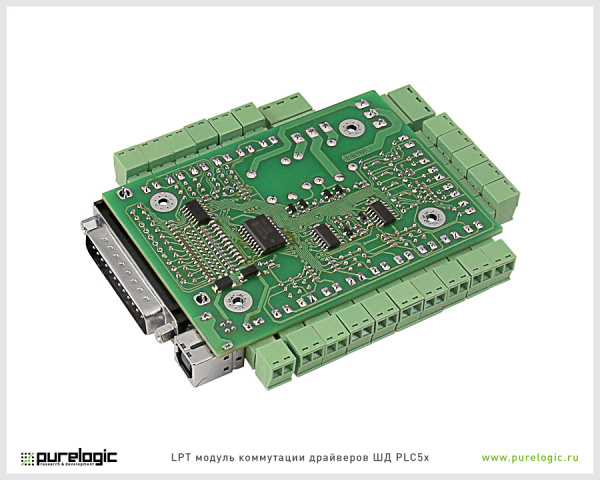 purelogic
research & development
LPT модуль коммутации драйверов ШД PLC5x
www.purelogic.ru